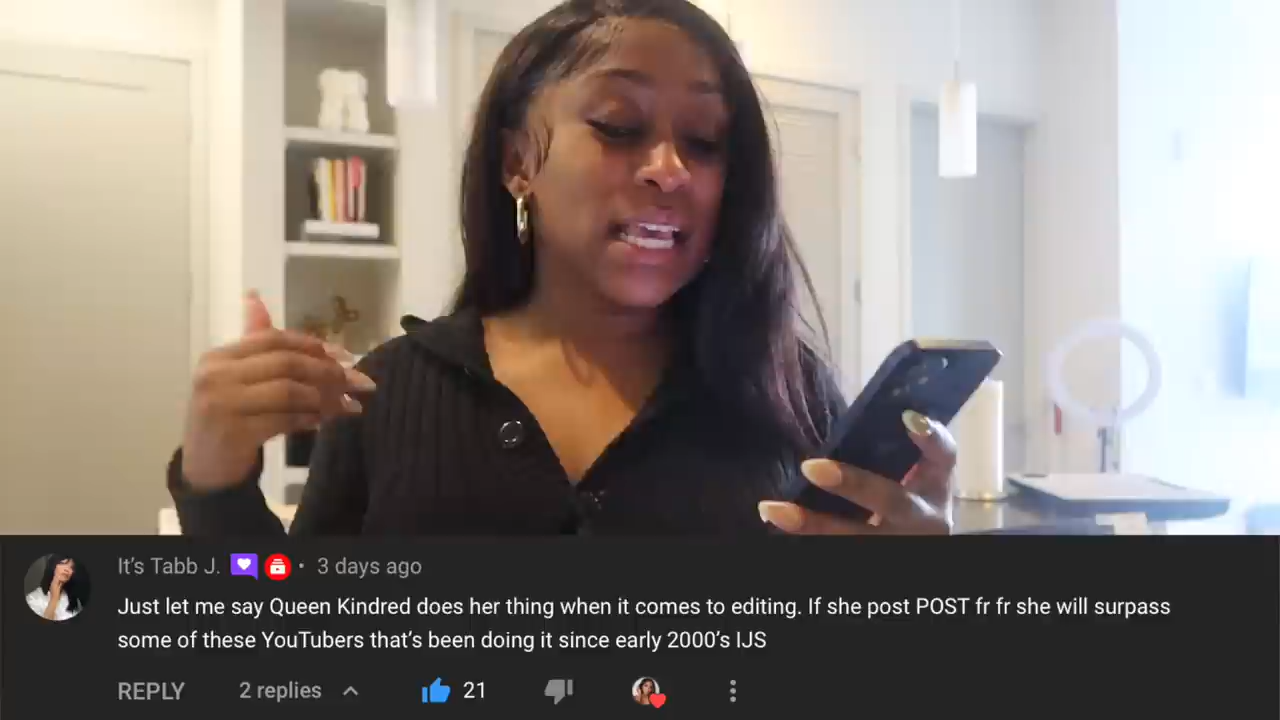 It's Tabb J. • 3 days ago
Just let me say Queen Kindred does her thing when it comes to editing. If she post POST fr fr she will surpass
some of these YouTubers that's been doing it since early 2000's IJS
REPLY 2 replies 21